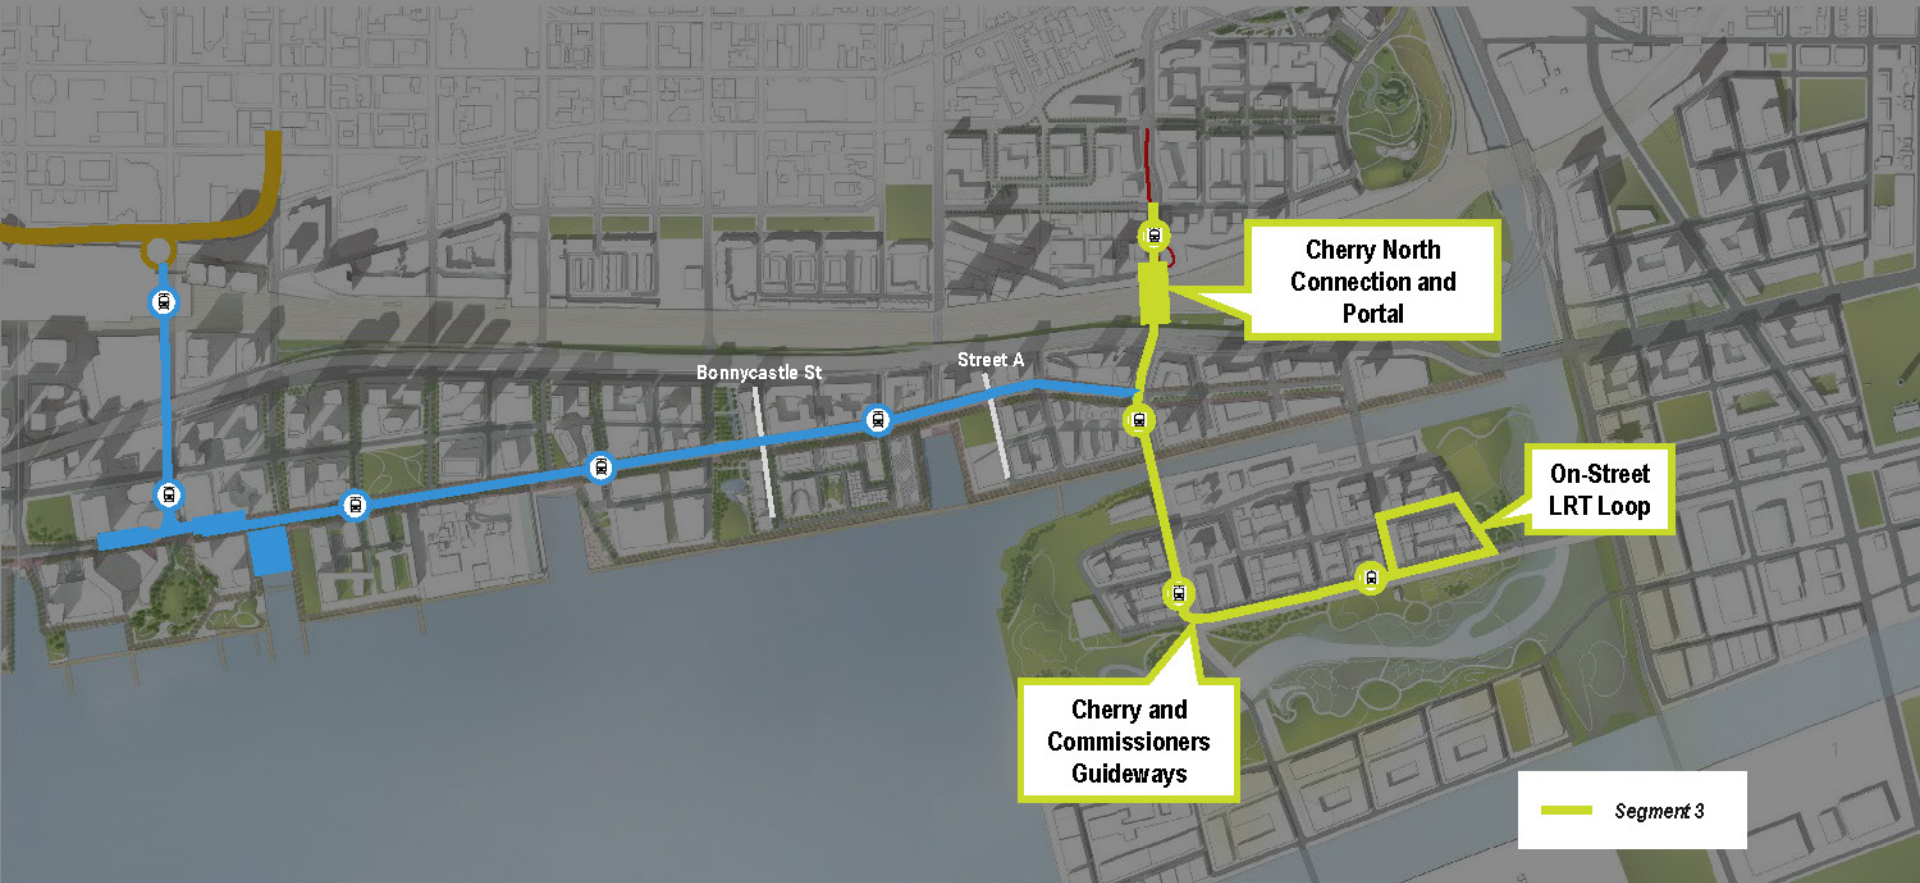 Cherry North
Connection and
Portal
Bonnycastle St
Street A
On-Street
LRT Loop
Cherry and
Commissioners
Guideways
Segment 3